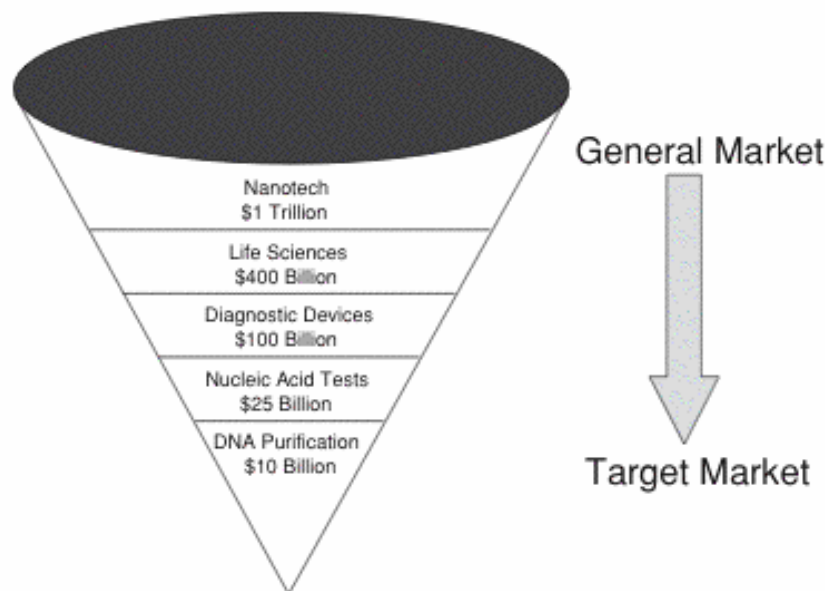 General Market
Nanotech
$1 Trillion
Life Sciences
$400 Billion
Diagnostic Devices
$100 Billion
Nucleic Acid Tests
$25 Billion
DNA Purification
$10 Billion
Target Market